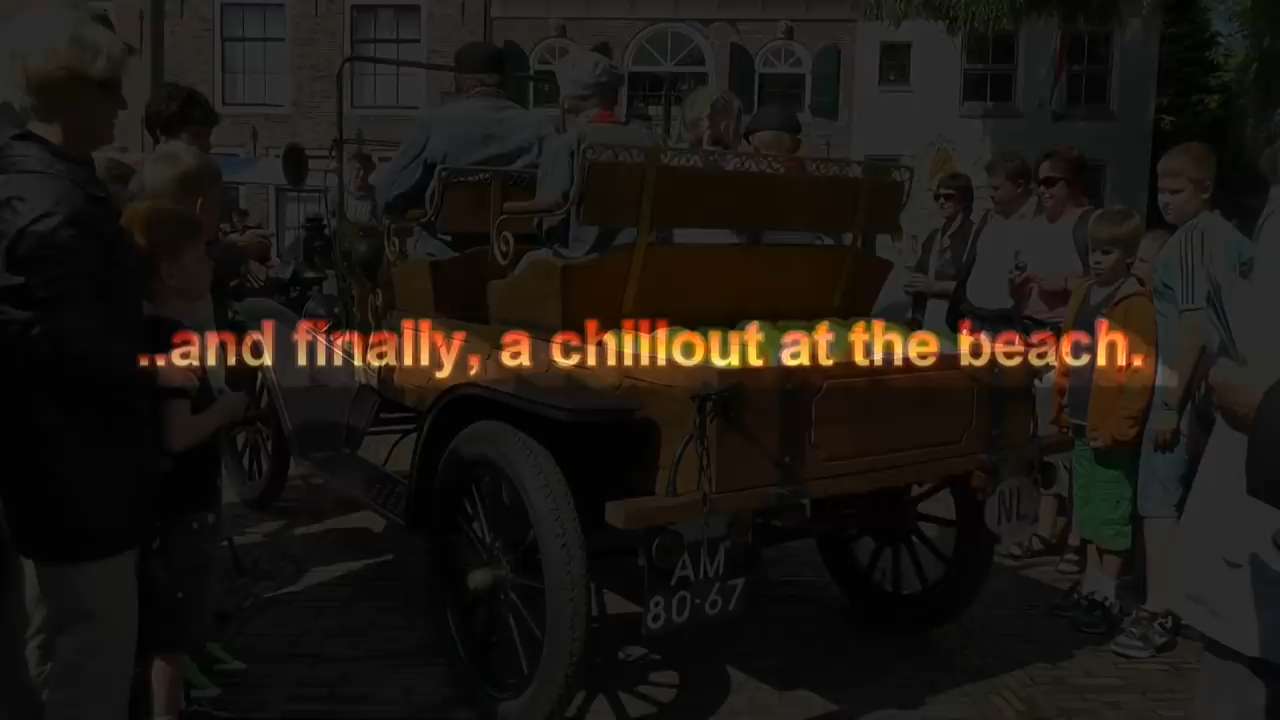 ..and finally, a chillout at the beach.
NL
AM
80-67